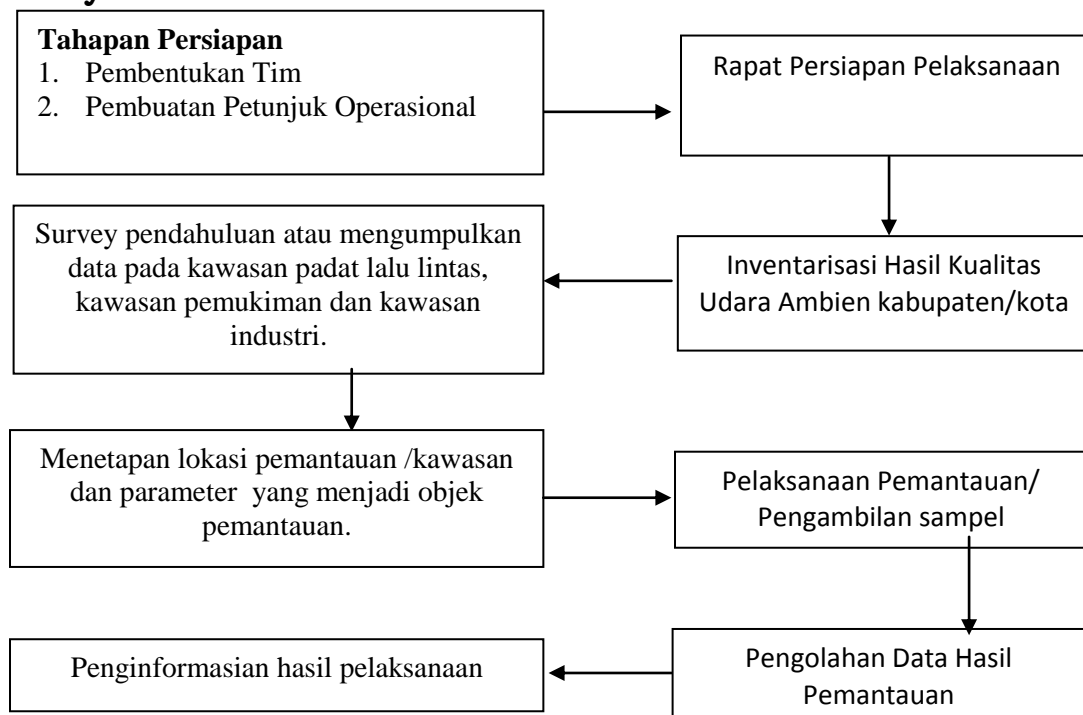 Tahapan Persiapan
1. Pembentukan Tim
2. Pembuatan Petunjuk Operasional
Rapat Persiapan Pelaksanaan
Inventarisasi Hasil Kualitas
Udara Ambien kabupaten/kota
Survey pendahuluan atau mengumpulkan
data pada kawasan padat lalu lintas,
kawasan pemukiman dan kawasan
industri.
Menetapan lokasi pemantauan /kawasan
dan parameter yang menjadi objek
pemantauan.
Pelaksanaan Pemantauan/
Pengambilan sampel
Pengolahan Data Hasil
Pemantauan
Penginformasian hasil pelaksanaan